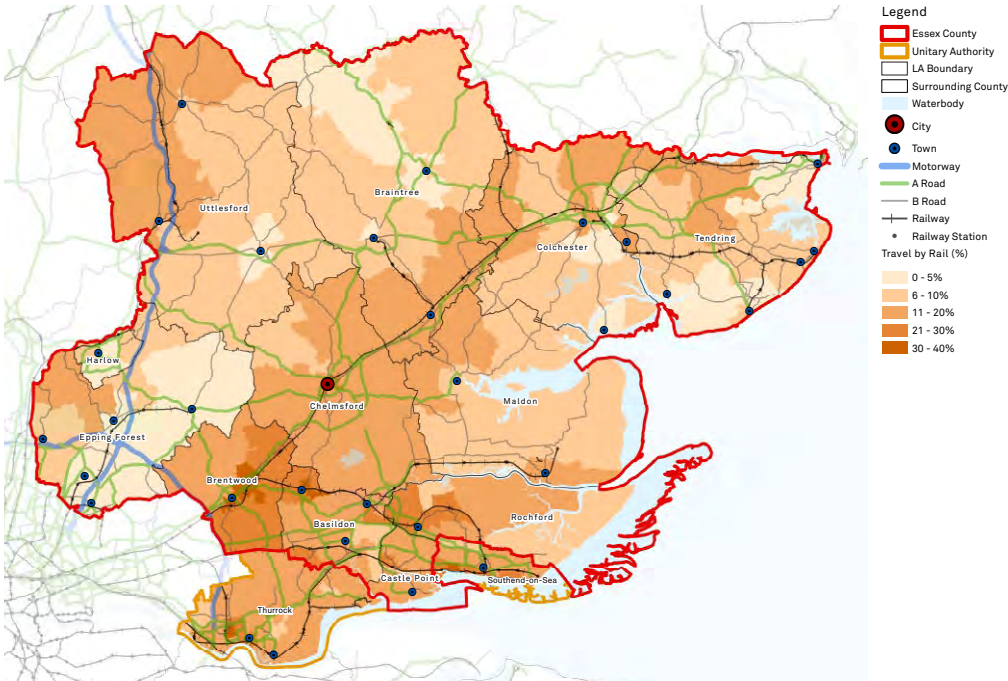 Legend
Essex County
Unitary Authority
LA Boundary
Surrounding County
Waterbody
City
Town
Motorway
A Road
B Road
Railway
Railway Station
Travel by Rail (%)
0 - 5%
6 - 10%
11 - 20%
21 - 30%
30 - 40%
Braintree
Uttlesford
Colchester
Tendring
Harlow
Maldon
Chelmsford
Epping Forest
Brentwood
Rochford
Basildon
Castle Point
Southend-on-Sea
Thurrock